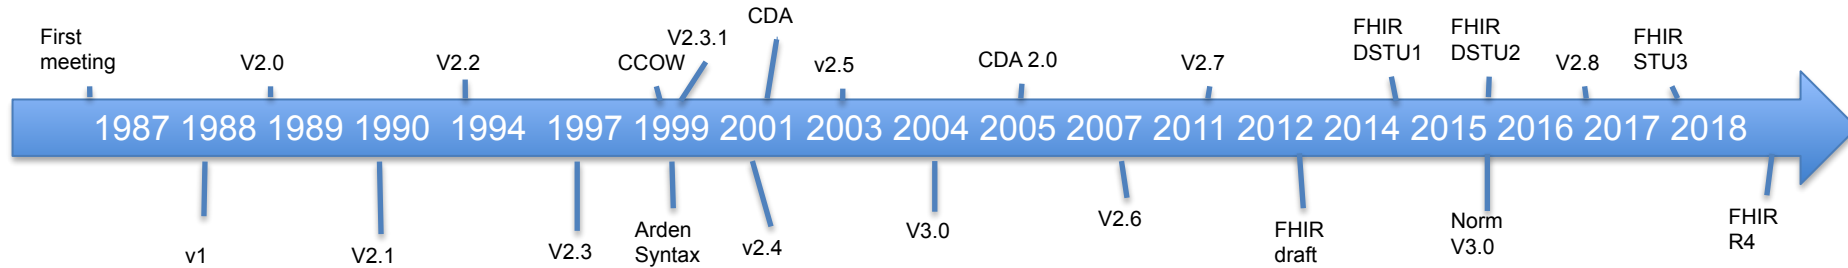 First
meeting
V2.0
V2.2
CCOW
V2.3.1
CDA
v2.5
CDA 2.0
V2.7
FHIR
DSTU1
FHIR
DSTU2
V2.8
FHIR
STU3
1987 1988 1989 1990 1994 1997 1999 2001 2003 2004 2005 2007 2011 2012 2014 2015 2016 2017 2018
v1
V2.1
V2.3
Arden
Syntax
v2.4
V3.0
V2.6
FHIR
draft
Norm
V3.0
FHIR
R4